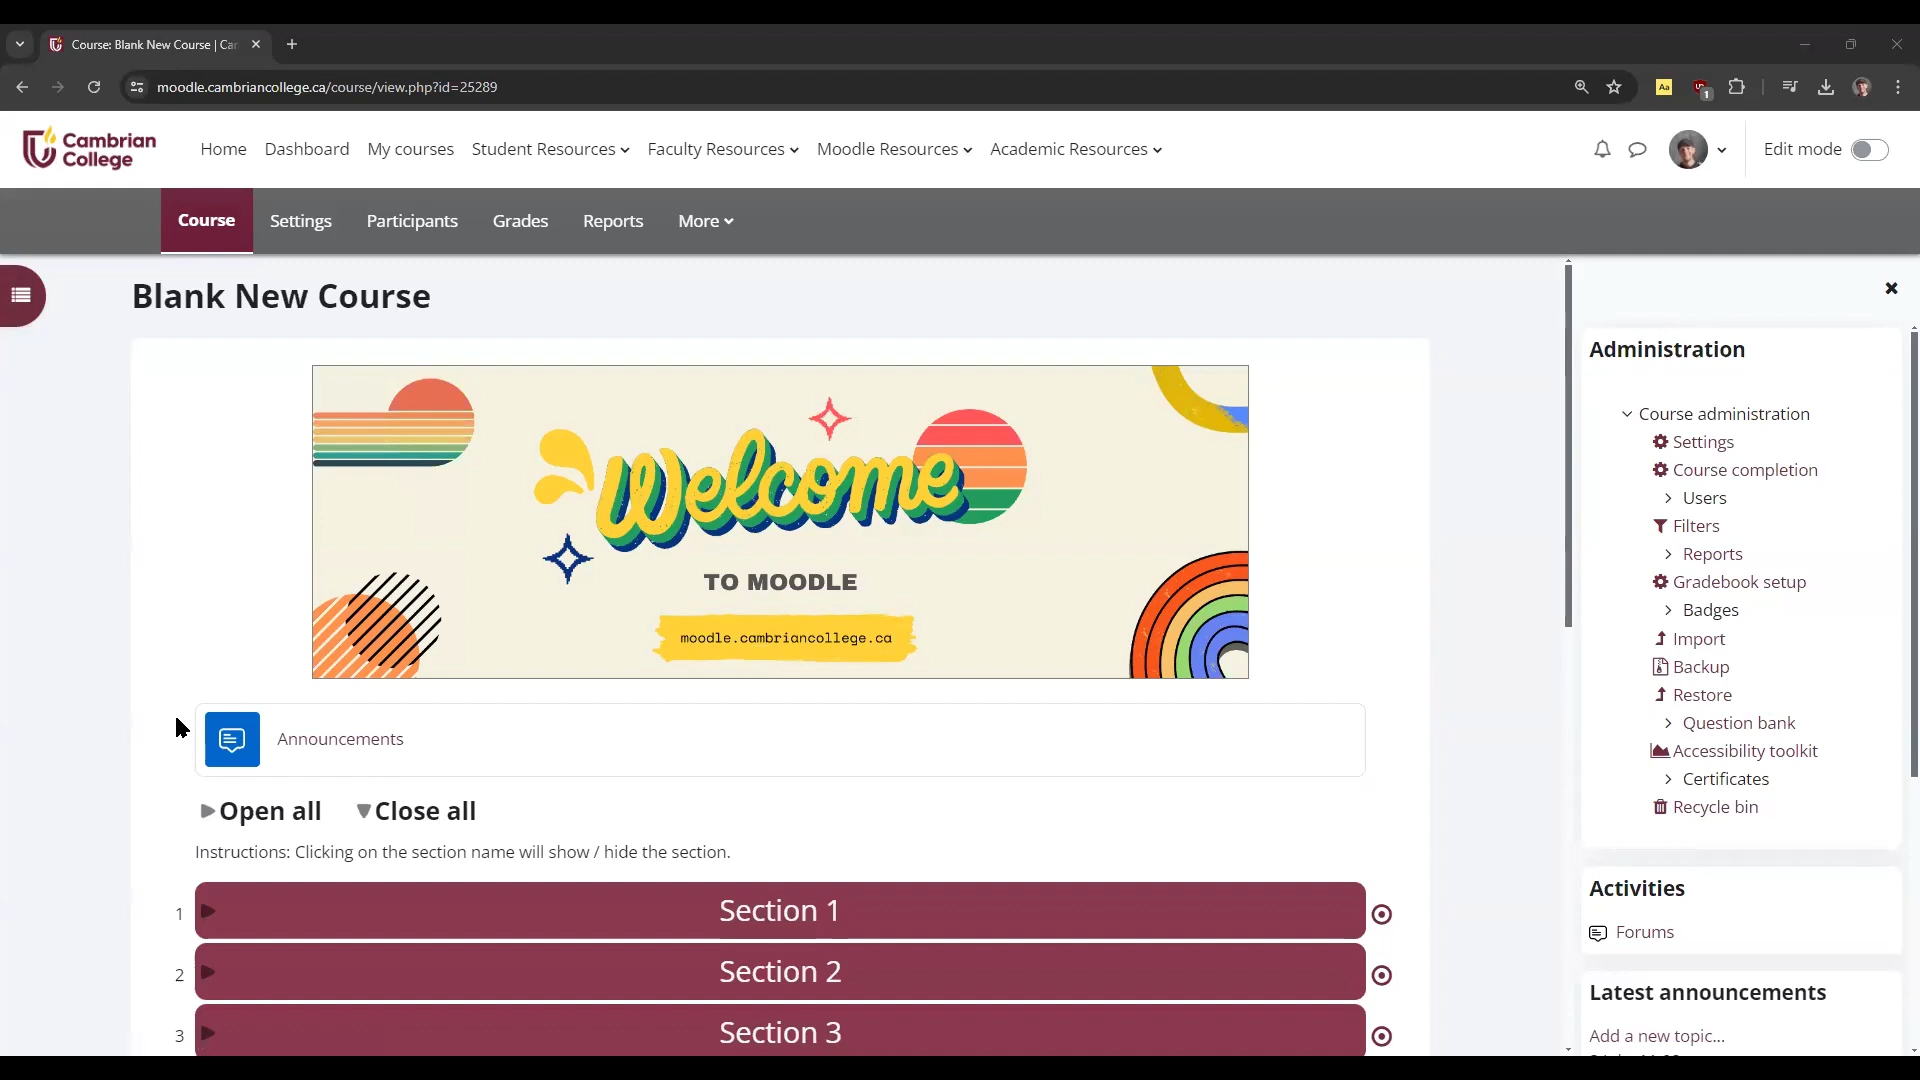 Course: Blank New Course | Car
moodle.cambriancollege.ca/course/view.php?id=25289
Aa
1
Cambrian
College
Home
Dashboard
My courses
Student Resources
Faculty Resources
Moodle Resources
Academic Resources
Edit mode
Course
Settings
Participants
Grades
Reports
More
Blank New Course
Welcome
TO MOODLE
moodle.cambriancollege.ca
Announcements
Open all
Close all
Instructions: Clicking on the section name will show / hide the section.
1
Section 1
2
Section 2
3
Section 3
Administration
Course administration
Settings
Course completion
Users
Filters
Reports
Gradebook setup
Badges
Import
Backup
Restore
Question bank
Accessibility toolkit
Certificates
Recycle bin
Activities
Forums
Latest announcements
Add a new topic...